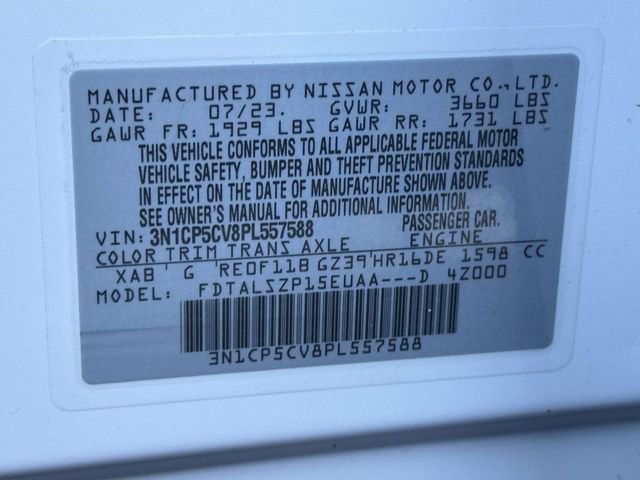 MANUFACTURED BY NISSAN MOTOR CO., LTD.
DATE: 07/23. GVWR: 3660 LBS
GAWR FR: 1929 LBS GAWR RR: 1731 LBS
THIS VEHICLE CONFORMS TO ALL APPLICABLE FEDERAL MOTOR
VEHICLE SAFETY, BUMPER AND THEFT PREVENTION STANDARDS
IN EFFECT ON THE DATE OF MANUFACTURE SHOWN ABOVE.
SEE OWNER'S MANUAL FOR ADDITIONAL INFORMATION.
VIN: 3N1CP5CV8PL557588 PASSENGER CAR.
COLOR TRIM TRANS AXLE ENGINE
XAB G RE0F11B GZ39 HR16DE 1598 CC
MODEL: FDTALSZP15EUAA---D 4Z000
3N1CP5CV8PL557588